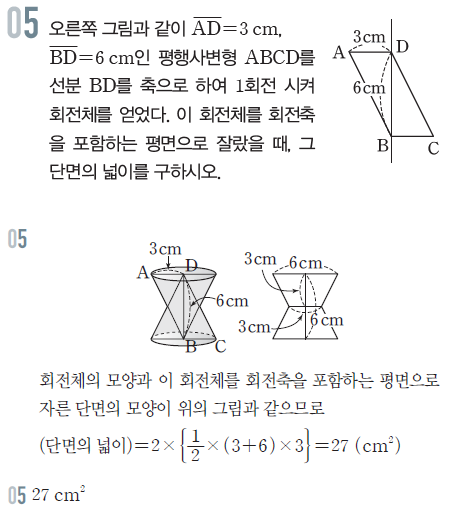 05 오른쪽 그림과 같이 A̅D̅=3 cm,
B̅D̅=6 cm인 평행사변형 ABCD를
선분 BD를 축으로 하여 1회전 시켜
회전체를 얻었다. 이 회전체를 회전축
을 포함하는 평면으로 잘랐을 때, 그
단면의 넓이를 구하시오.
3cm
A D
6cm
B C
05
3cm
A D
6cm
B C
3cm 6cm
3cm 6cm
회전체의 모양과 이 회전체를 회전축을 포함하는 평면으로
자른 단면의 모양이 위의 그림과 같으므로
(단면의 넓이)=2×{1/2×(3+6)×3}=27 (cm²)
05 27 cm²